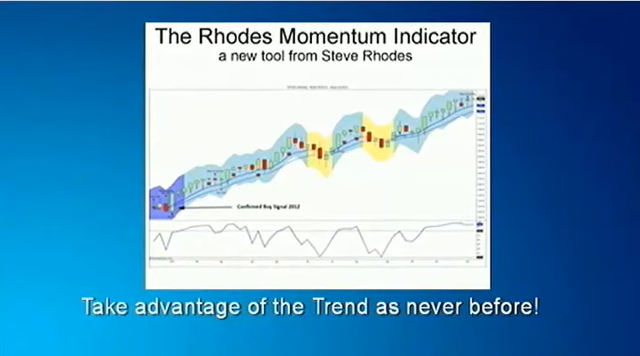 The Rhodes Momentum Indicator
a new tool from Steve Rhodes
Confirmed Buy Signal 2012
Take advantage of the Trend as never before!